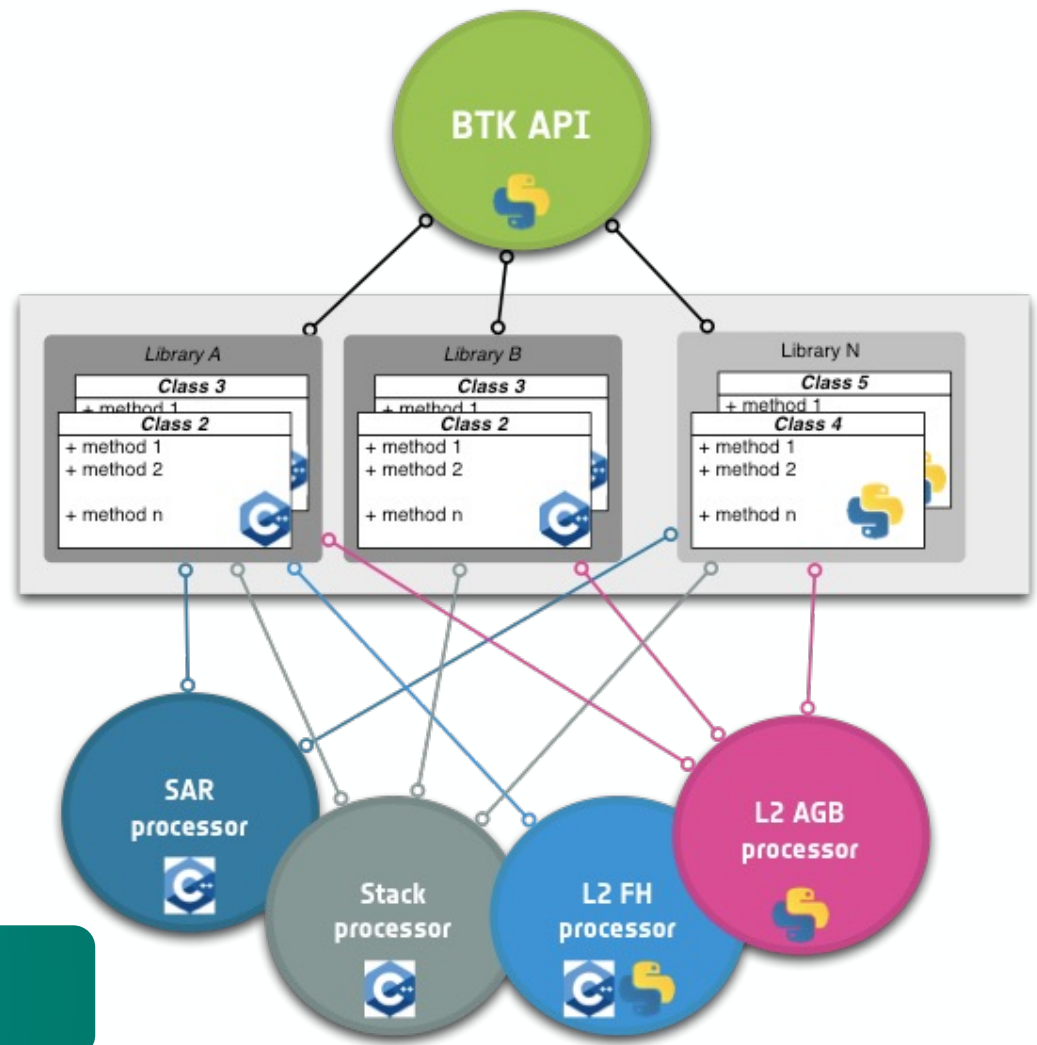 BTK API
Library A
Class 3
+ method 1
Class 2
+ method 1
+ method 2
+ method n
C++
Library B
Class 3
+ method 1
Class 2
+ method 1
+ method 2
+ method n
C++
Library N
Class 5
+ method 1
Class 4
+ method 1
+ method 2
+ method n
SAR
processor
C++
Stack
processor
C++
L2 FH
processor
C++
L2 AGB
processor